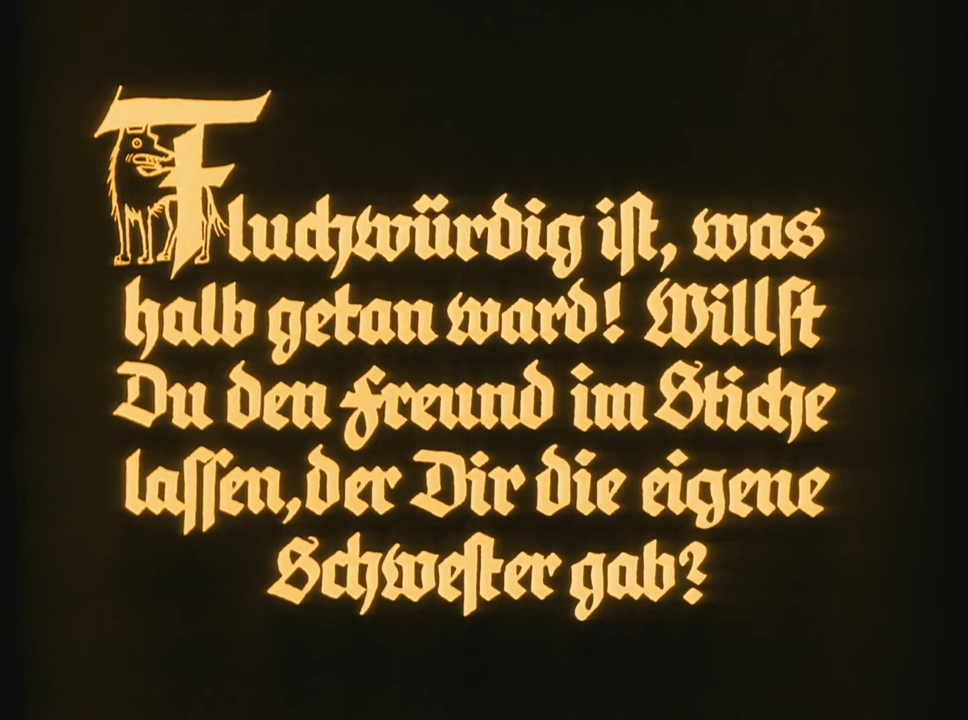 Fluchwürdig ist, was
halb getan ward! Willst
Du den Freund im Stiche
lassen, der Dir die eigene
Schwester gab?